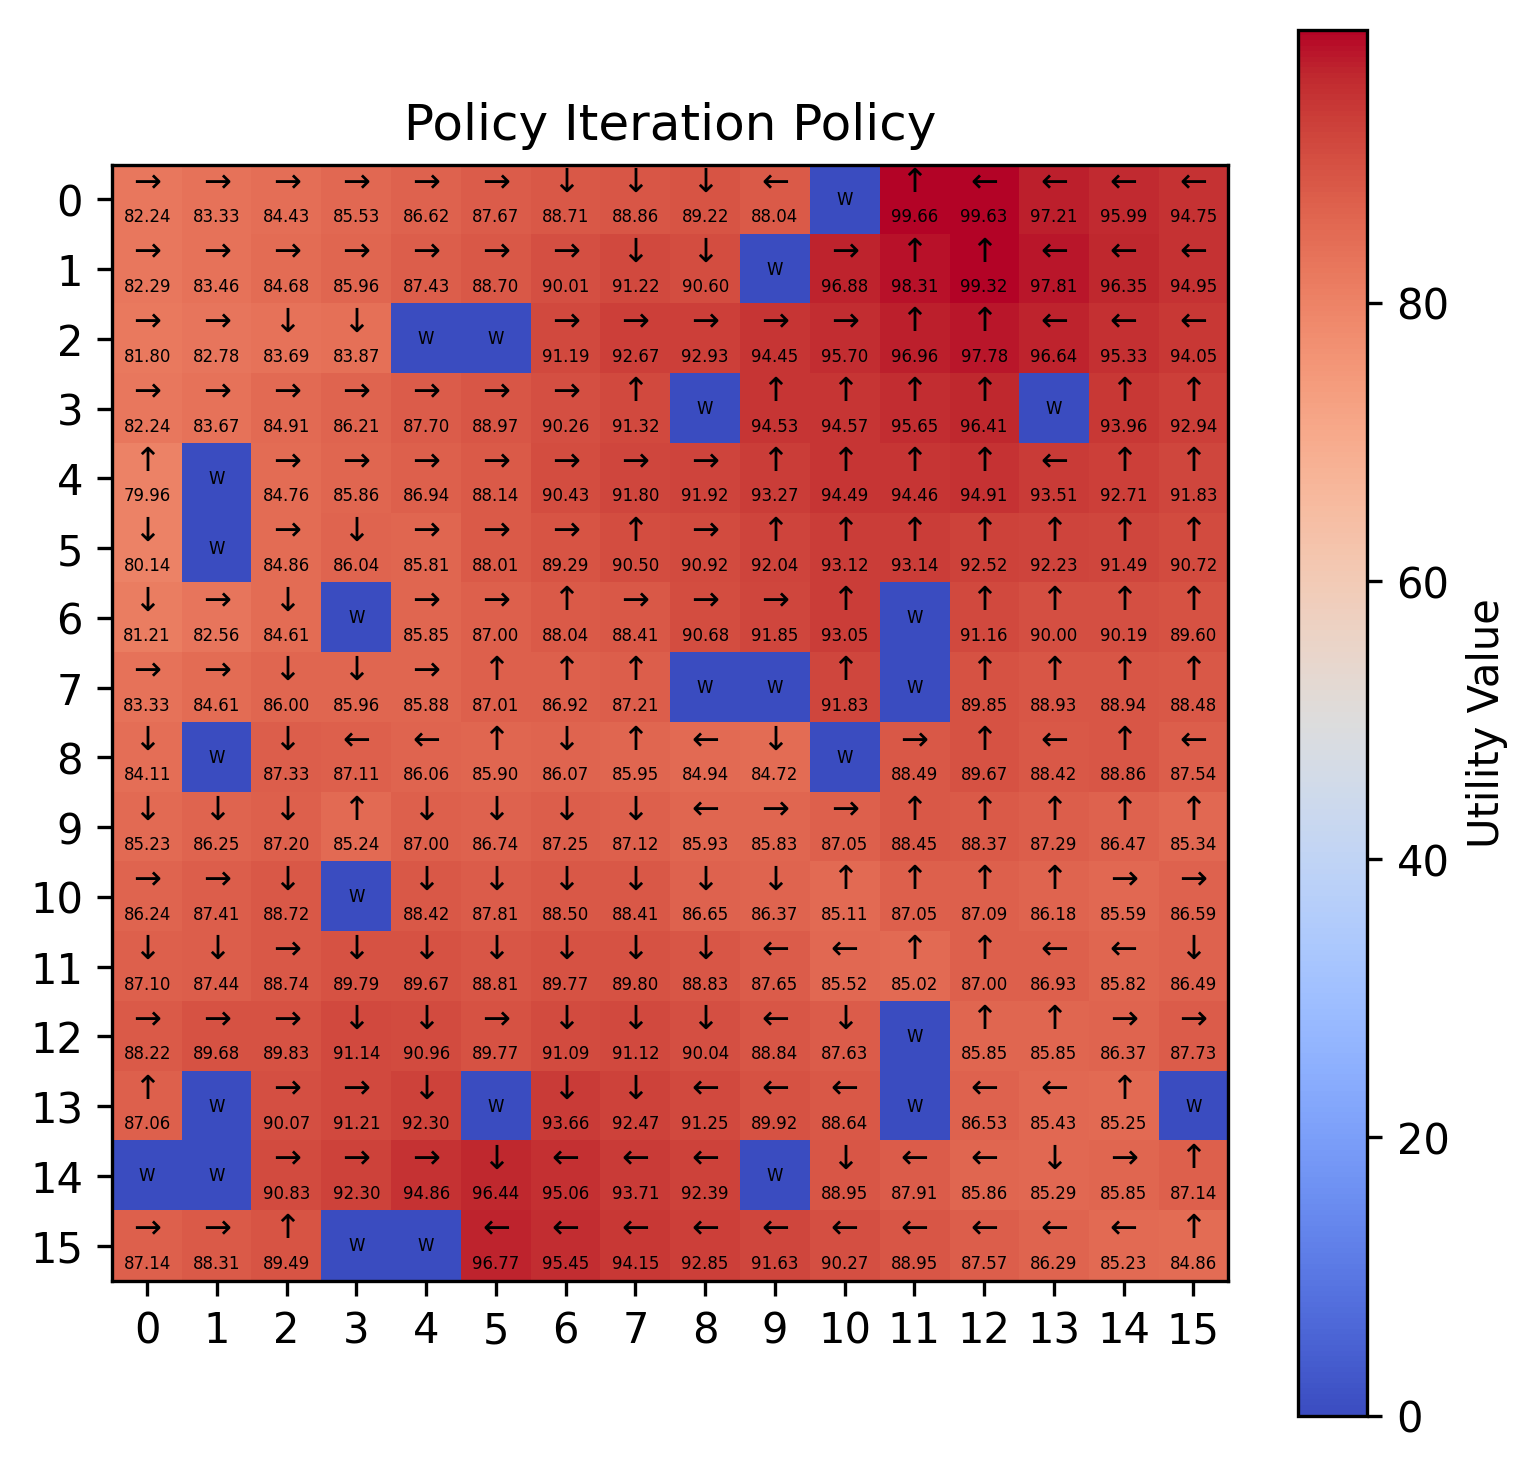 Policy Iteration Policy
0 → → → → → → ↓ ↓ ↓ ← W ↑ ← ← ← ←
82.24 83.33 84.43 85.53 86.62 87.67 88.71 88.86 89.22 88.04 99.66 99.63 97.21 95.99 94.75
1 → → → → → → → ↓ ↓ W → ↑ ↑ ← ← ←
82.29 83.46 84.68 85.96 87.43 88.70 90.01 91.22 90.60 96.88 98.31 99.32 97.81 96.35 94.95
2 → → ↓ ↓ W W → → → → → ↑ ↑ ← ← ←
81.80 82.78 83.69 83.87 91.19 92.67 92.93 94.45 95.70 96.96 97.78 96.64 95.33 94.05
3 → → → → → → → ↑ W ↑ ↑ ↑ ↑ W ↑ ↑
82.24 83.67 84.91 86.21 87.70 88.97 90.26 91.32 94.53 94.57 95.65 96.41 93.96 92.94
4 ↑ W → → → → → → → ↑ ↑ ↑ ↑ ← ↑ ↑
79.96 84.76 85.86 86.94 88.14 90.43 91.80 91.92 93.27 94.49 94.46 94.91 93.51 92.71 91.83
5 ↓ W → ↓ → → → ↑ → ↑ ↑ ↑ ↑ ↑ ↑ ↑
80.14 84.86 86.04 85.81 88.01 89.29 90.50 90.92 92.04 93.12 93.14 92.52 92.23 91.49 90.72
6 ↓ → ↓ W → → ↑ → → → ↑ W ↑ ↑ ↑ ↑
81.21 82.56 84.61 85.85 87.00 88.04 88.41 90.68 91.85 93.05 91.16 90.00 90.19 89.60
7 → → ↓ ↓ → ↑ ↑ ↑ W W ↑ W ↑ ↑ ↑ ↑
83.33 84.61 86.00 85.96 85.88 87.01 86.92 87.21 91.83 89.85 88.93 88.94 88.48
8 ↓ W ↓ ← ← ↑ ↓ ↑ ← ↓ W → ↑ ← ↑ ←
84.11 87.33 87.11 86.06 85.90 86.07 85.95 84.94 84.72 88.49 89.67 88.42 88.86 87.54
9 ↓ ↓ ↓ ↑ ↓ ↓ ↓ ↓ ← → → ↑ ↑ ↑ ↑ ↑
85.23 86.25 87.20 85.24 87.00 86.74 87.25 87.12 85.93 85.83 87.05 88.45 88.37 87.29 86.47 85.34
10 → → ↓ W ↓ ↓ ↓ ↓ ↓ ↓ ↑ ↑ ↑ ↑ → →
86.24 87.41 88.72 88.42 87.81 88.50 88.41 86.65 86.37 85.11 87.05 87.09 86.18 85.59 86.59
11 ↓ ↓ → ↓ ↓ ↓ ↓ ↓ ↓ ← ← ↑ ↑ ← ← ↓
87.10 87.44 88.74 89.79 89.67 88.81 89.77 89.80 88.83 87.65 85.52 85.02 87.00 86.93 85.82 86.49
12 → → → ↓ ↓ → ↓ ↓ ↓ ← ↓ W ↑ ↑ → →
88.22 89.68 89.83 91.14 90.96 89.77 91.09 91.12 90.04 88.84 87.63 85.85 85.85 86.37 87.73
13 ↑ W → → ↓ W ↓ ↓ ← ← ← W ← ← ↑ W
87.06 90.07 91.21 92.30 93.66 92.47 91.25 89.92 88.64 86.53 85.43 85.25
14 W W → → → ↓ ← ← ← W ↓ ← ← ↓ → ↑
90.83 92.30 94.86 96.44 95.06 93.71 92.39 88.95 87.91 85.86 85.29 85.85 87.14
15 → → ↑ W W ← ← ← ← ← ← ← ← ← ← ↑
87.14 88.31 89.49 96.77 95.45 94.15 92.85 91.63 90.27 88.95 87.57 86.29 85.23 84.86
0 1 2 3 4 5 6 7 8 9 10 11 12 13 14 15
80
60
40
20
0
Utility Value